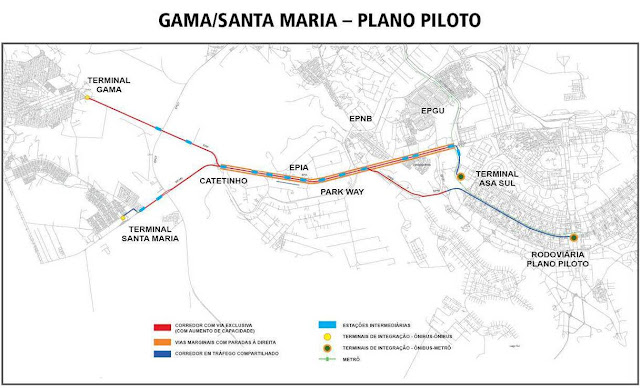 GAMA/SANTA MARIA – PLANO PILOTO
TERMINAL
GAMA
EPNB
EPGU
EPIA
CATETINHO
PARK WAY
TERMINAL
ASA SUL
TERMINAL
SANTA MARIA
RODOVIÁRIA
PLANO PILOTO
CORREDOR COM VIA EXCLUSIVA
(COM AUMENTO DE CAPACIDADE)
VIAS MARGINAIS COM PARADAS À DIREITA
CORREDOR EM TRÁFEGO COMPARTILHADO
ESTAÇÕES INTERMEDIÁRIAS
TERMINAIS DE INTEGRAÇÃO - ÔNIBUS-ÔNIBUS
TERMINAIS DE INTEGRAÇÃO - ÔNIBUS-METRÔ
METRÔ